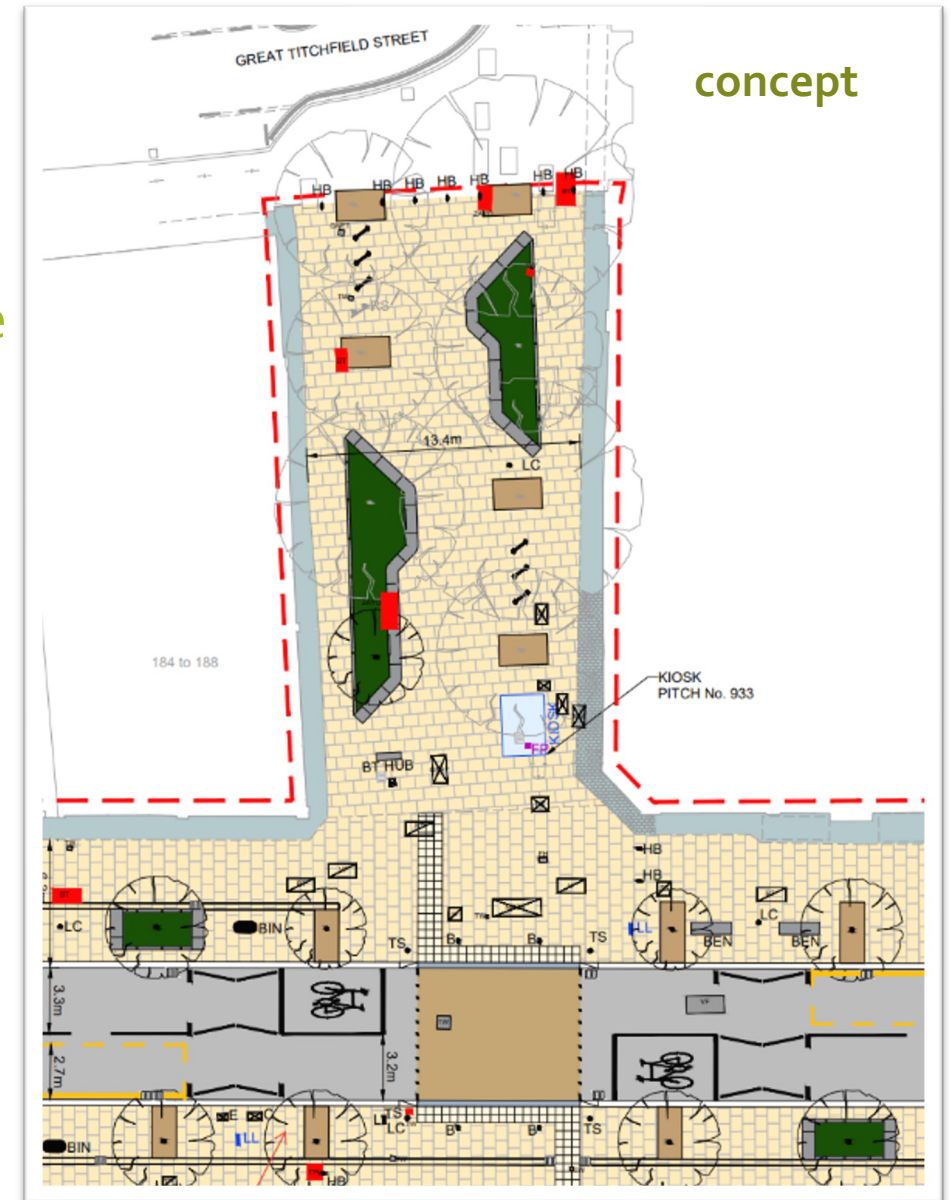 concept
GREAT TITCHFIELD STREET
HB HB HB HB HB HB
e
13.4m
LC
184 to 188
KIOSK
PITCH No. 933
KIOSK
FP
BT HUB
HB
HB
LC
BIN
TS
B
B
TS
LL
BEN
LC
BEN
3.3m
2.7m
3.2m
BIN
E
C
LL
TS
LC
B
B
TS
HB